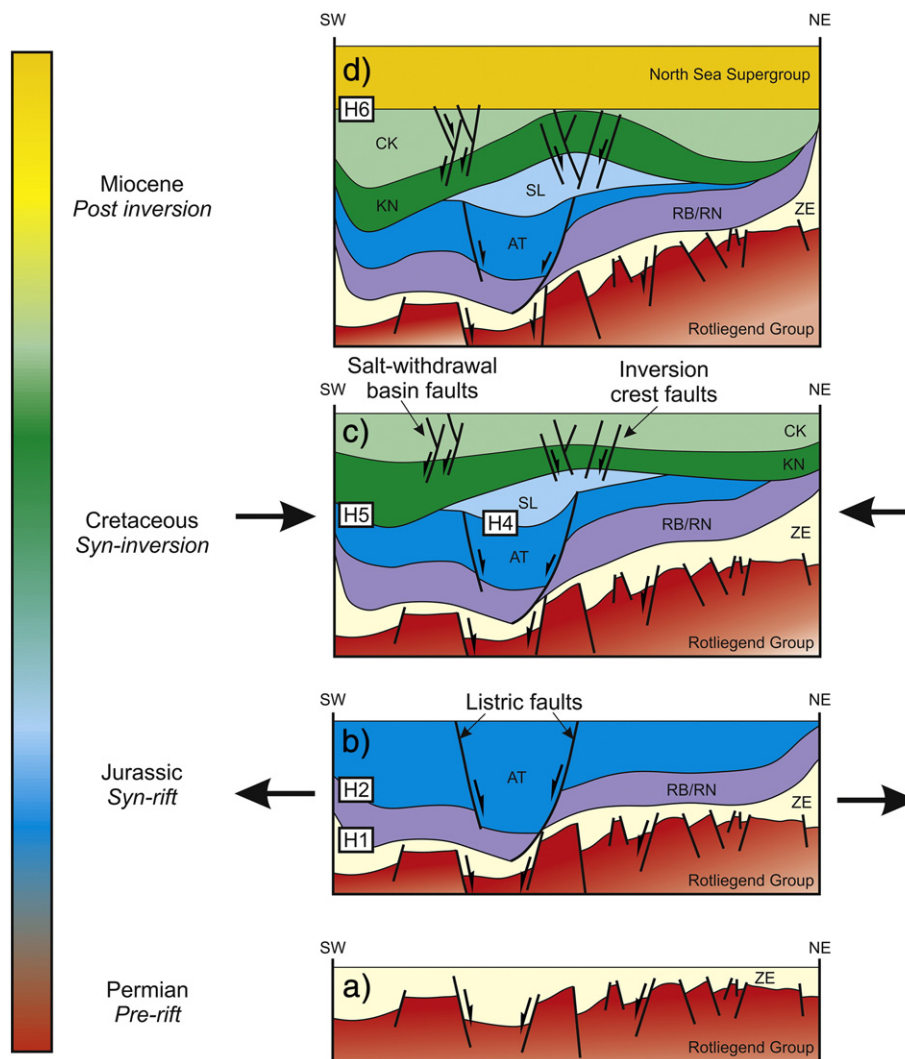 SW NE
d)
North Sea Supergroup
H6
CK
KN
SL
AT
RB/RN
ZE
Rotliegend Group
Miocene
Post inversion
SW NE
Salt-withdrawal
basin faults
Inversion
crest faults
c)
CK
KN
SL
H5
H4
AT
RB/RN
ZE
Rotliegend Group
Cretaceous
Syn-inversion
SW NE
Listric faults
b)
AT
H2
RB/RN
ZE
H1
Rotliegend Group
Jurassic
Syn-rift
SW NE
a)
ZE
Rotliegend Group
Permian
Pre-rift